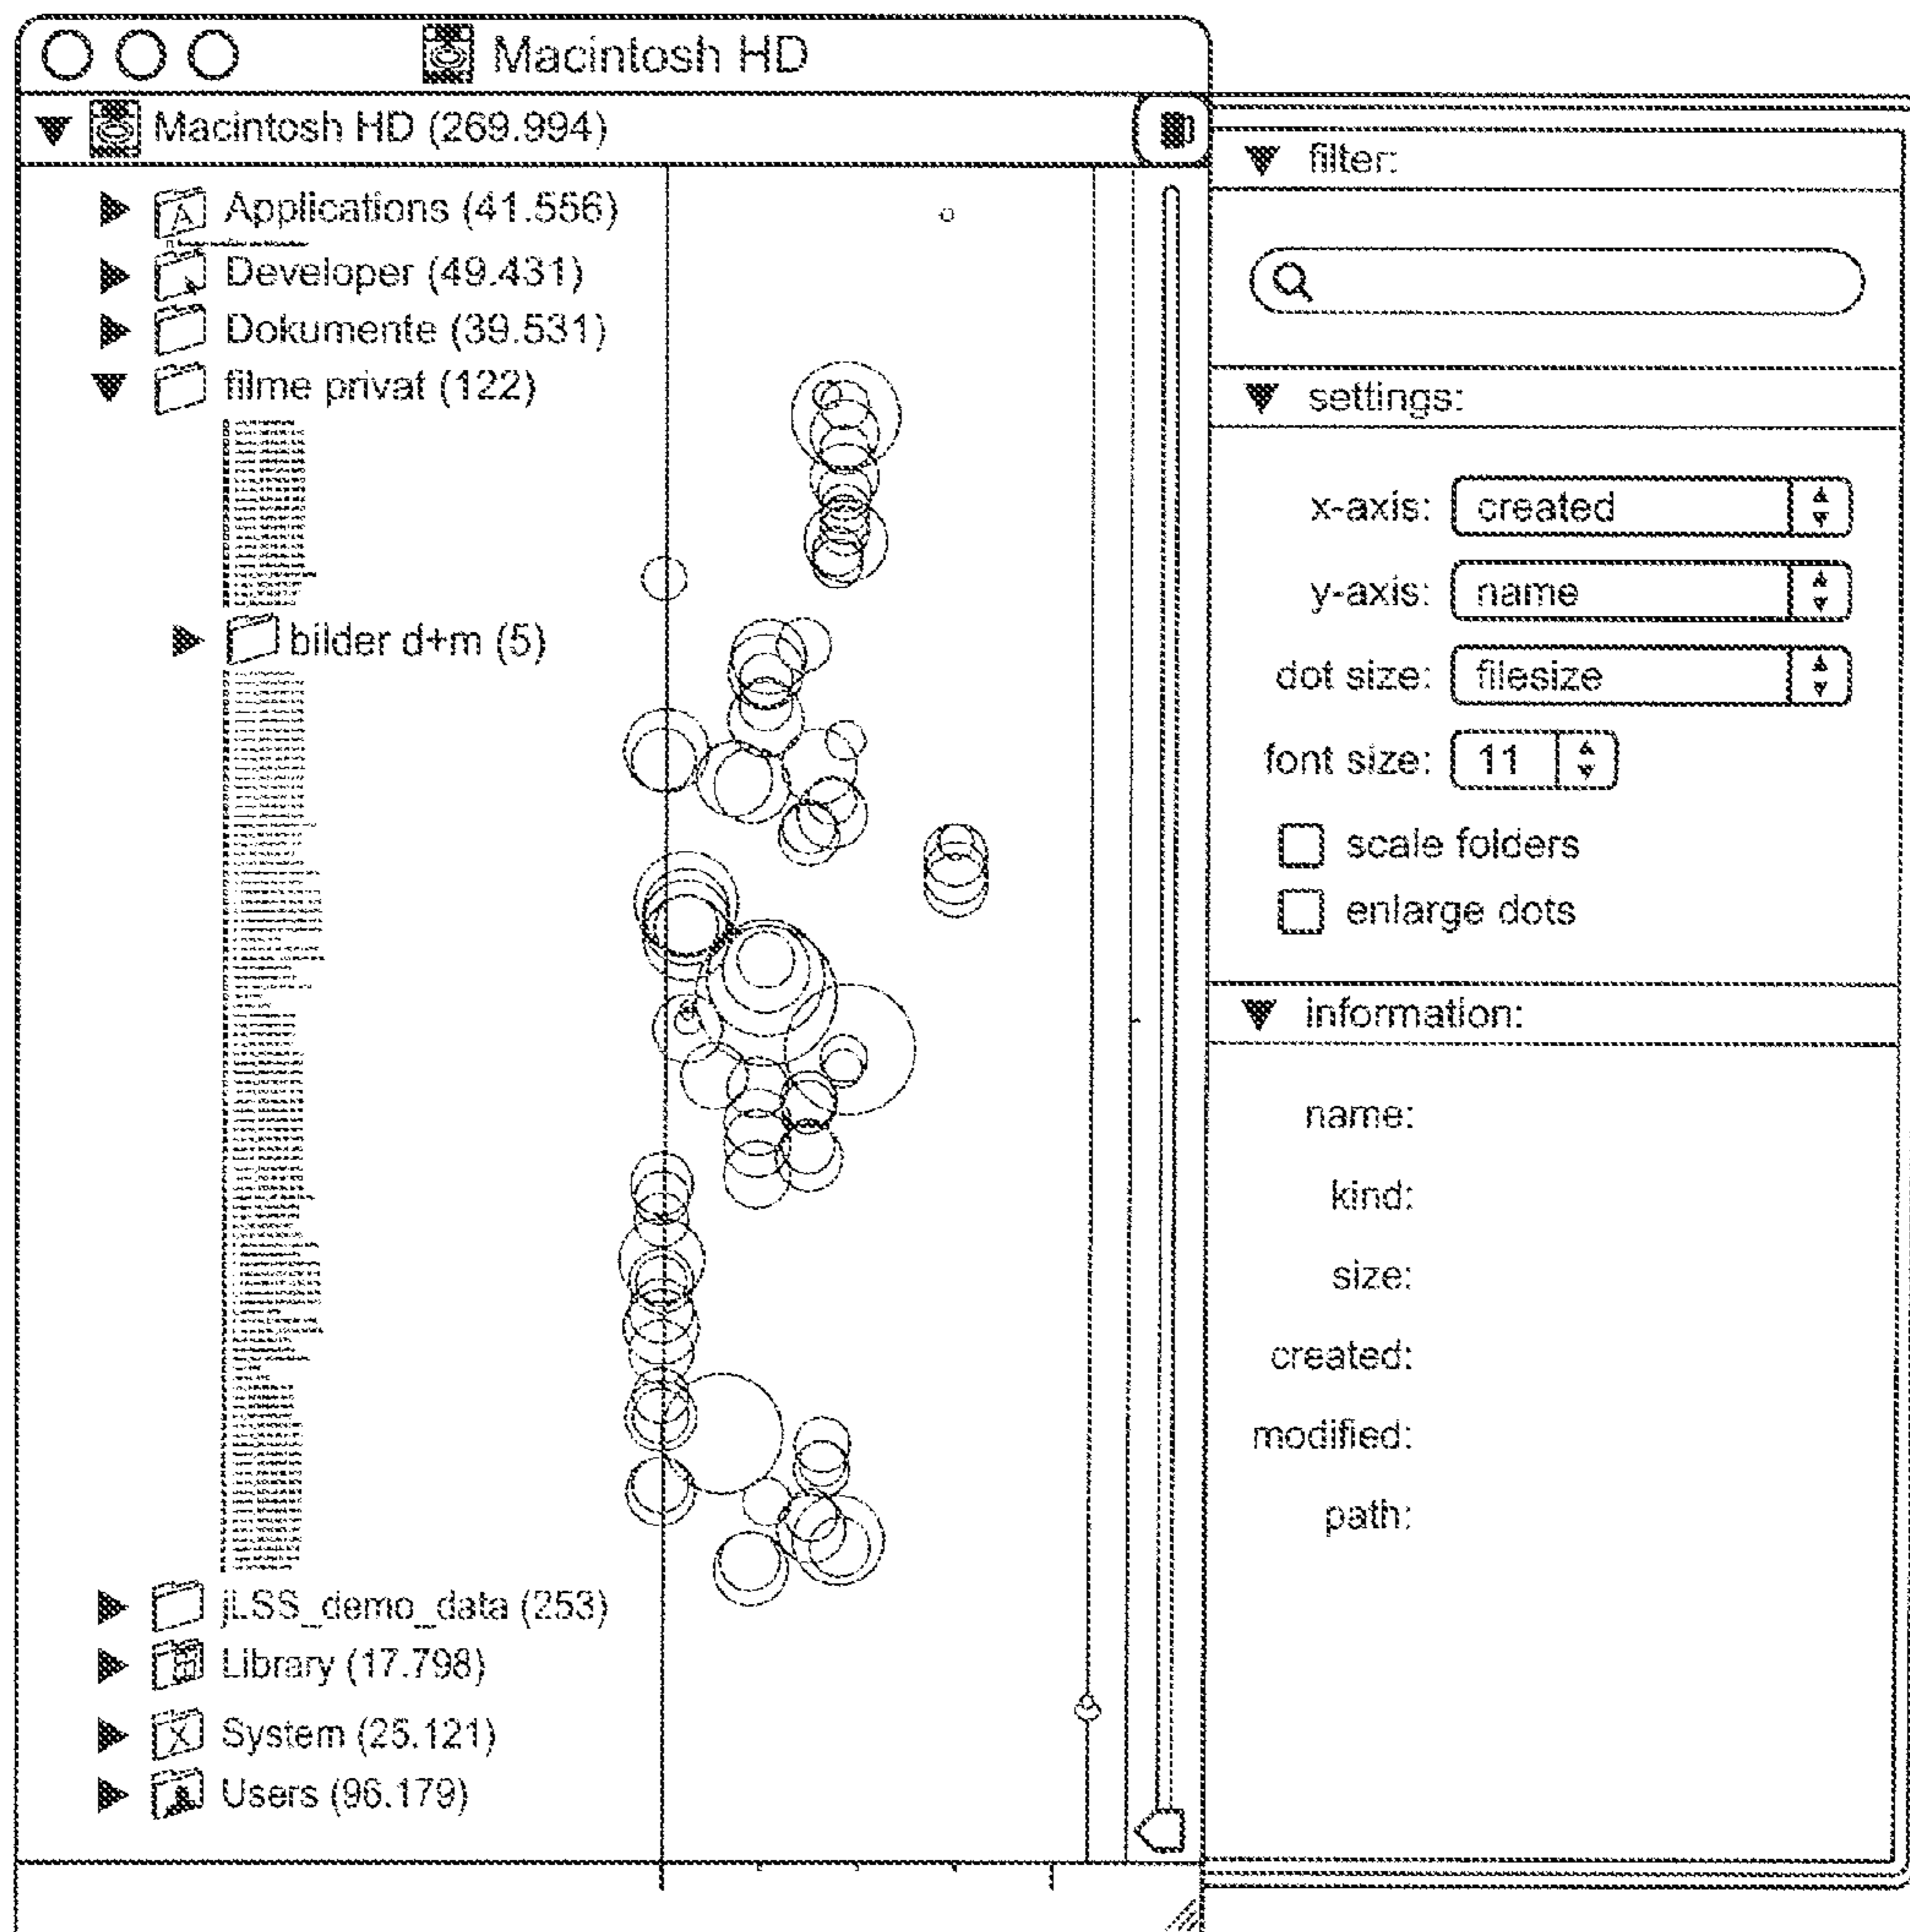 Macintosh HD
Macintosh HD (269.994)
Applications (41.556)
Developer (49.431)
Dokumente (39.531)
filme privat (122)
bilder d+m (5)
jLSS_demo_data (253)
Library (17.798)
System (25.121)
Users (96.179)
filter:
settings:
x-axis: created
y-axis: name
dot size: filesize
font size: 11
scale folders
enlarge dots
information:
name:
kind:
size:
created:
modified:
path: